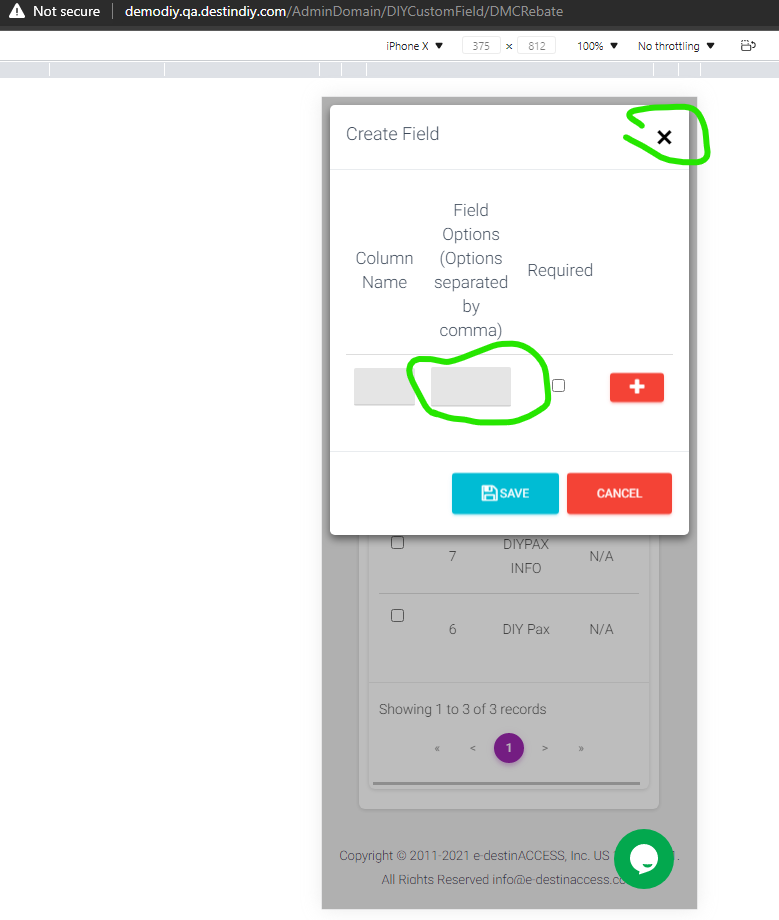 Not secure | demodiy.qa.destindiy.com/AdminDomain/DIYCustomField/DMCRebate
iPhone X ▼ 375 × 812 100% ▼ No throttling ▼
Create Field
Column Name
Field Options (Options separated by comma)
Required
SAVE CANCEL
7 DIYPAX INFO N/A
6 DIY Pax N/A
Showing 1 to 3 of 3 records
« < 1 > »
Copyright © 2011-2021 e-destinACCESS, Inc. US
All Rights Reserved info@e-destinaccess.co